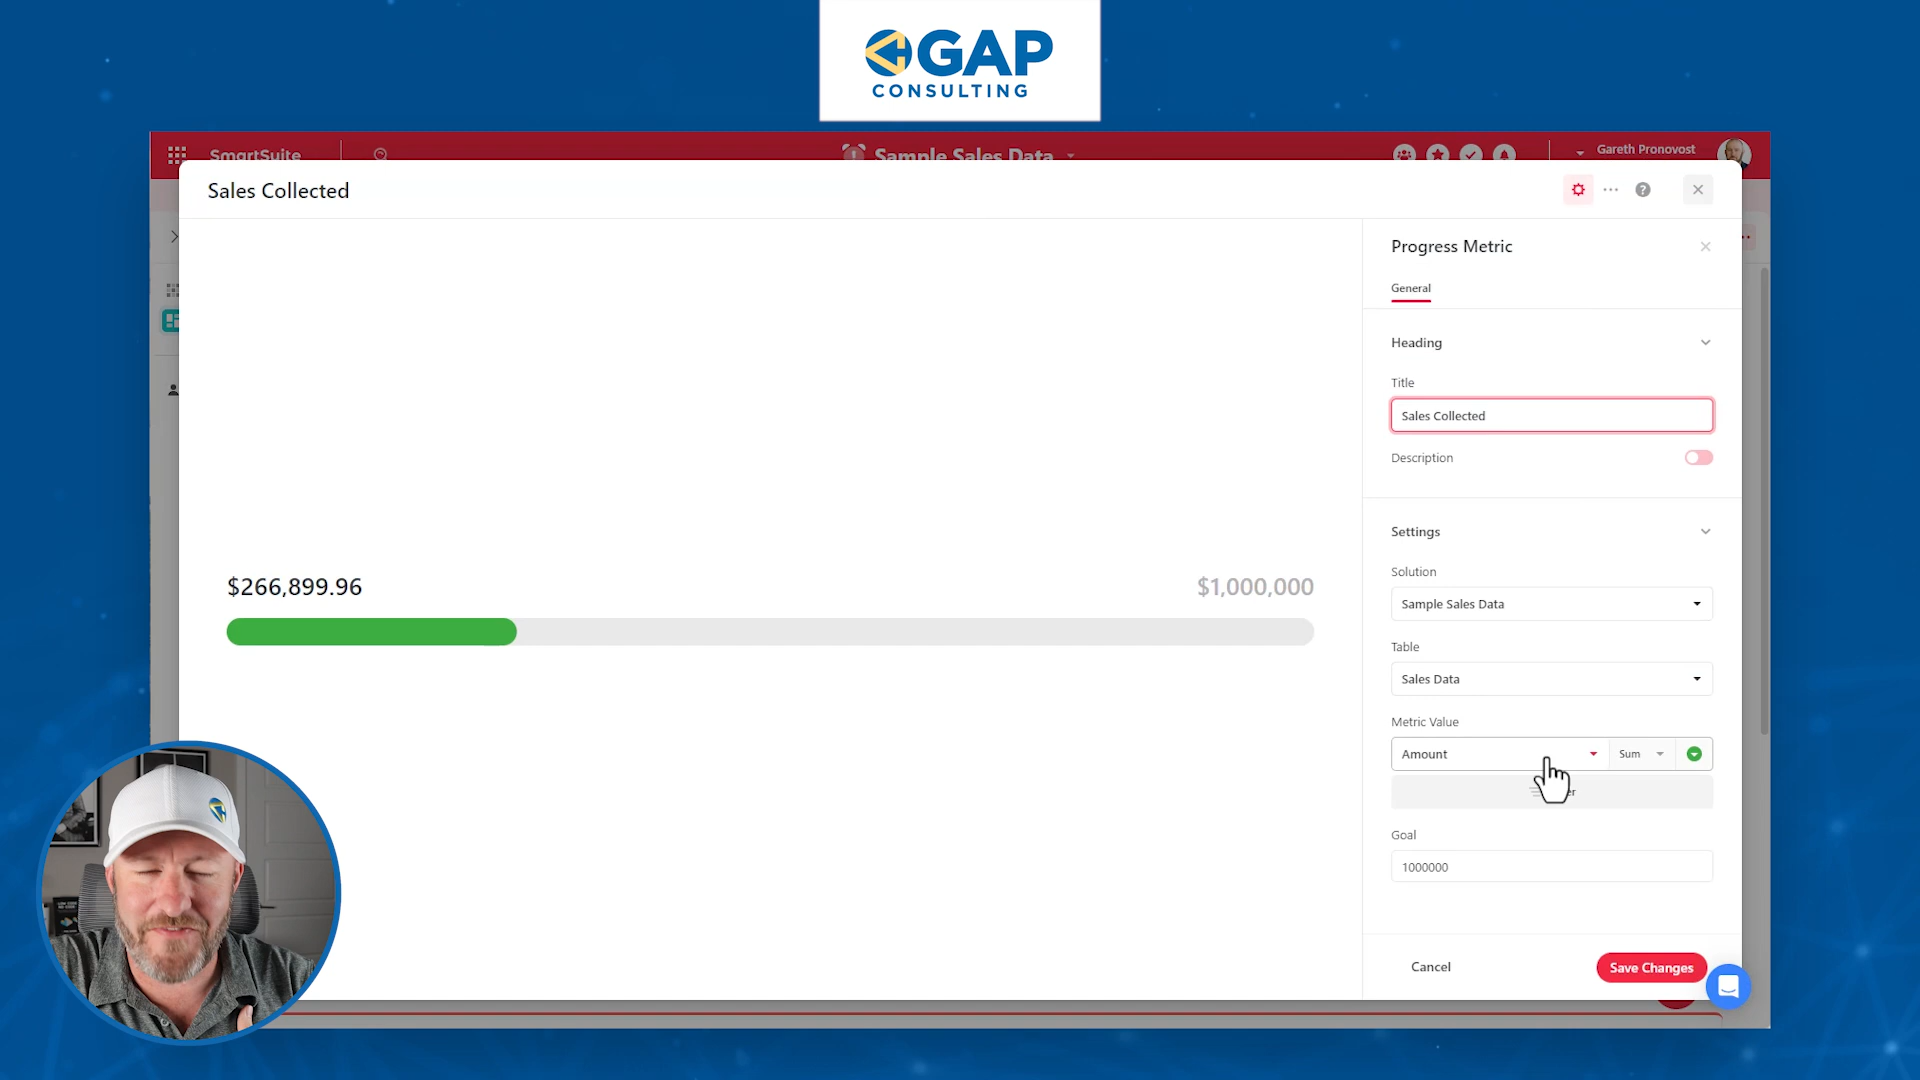 GAP
CONSULTING
SmartSuite
Sample Sales Data
Gareth Pronovost
Sales Collected
Progress Metric
General
Heading
Title
Sales Collected
Description
$266,899.96
$1,000,000
Settings
Solution
Sample Sales Data
Table
Sales Data
Metric Value
Amount
Sum
Goal
1000000
Cancel
Save Changes